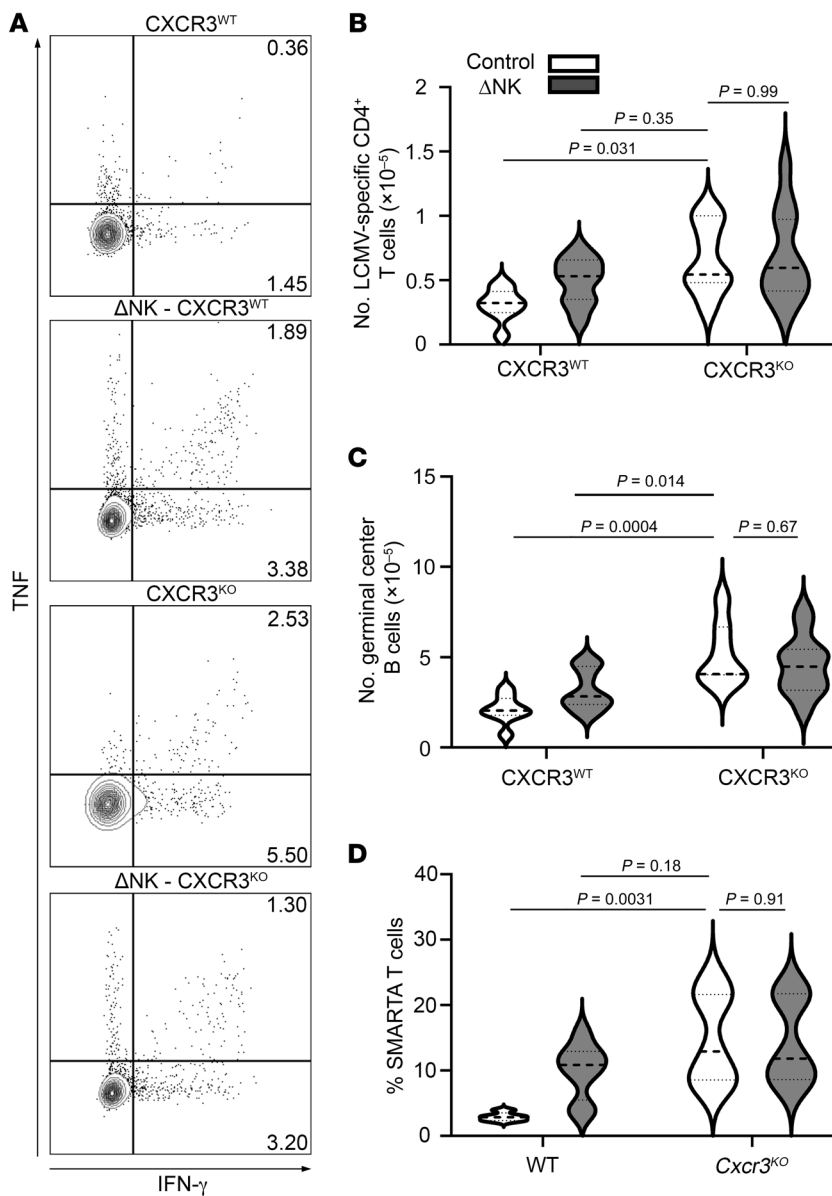 A
CXCR3WT
0.36
1.45
ΔNK - CXCR3WT
1.89
3.38
CXCR3KO
2.53
5.50
ΔNK - CXCR3KO
1.30
3.20
TNF
IFN-γ
B
Control
ΔNK
No. LCMV-specific CD4+
T cells (×10–5)
2
1.5
1
0.5
0
P = 0.99
P = 0.35
P = 0.031
CXCR3WT
CXCR3KO
C
No. germinal center
B cells (×10–5)
15
10
5
0
P = 0.014
P = 0.0004
P = 0.67
CXCR3WT
CXCR3KO
D
% SMARTA T cells
40
30
20
10
0
P = 0.18
P = 0.0031
P = 0.91
WT
Cxcr3KO